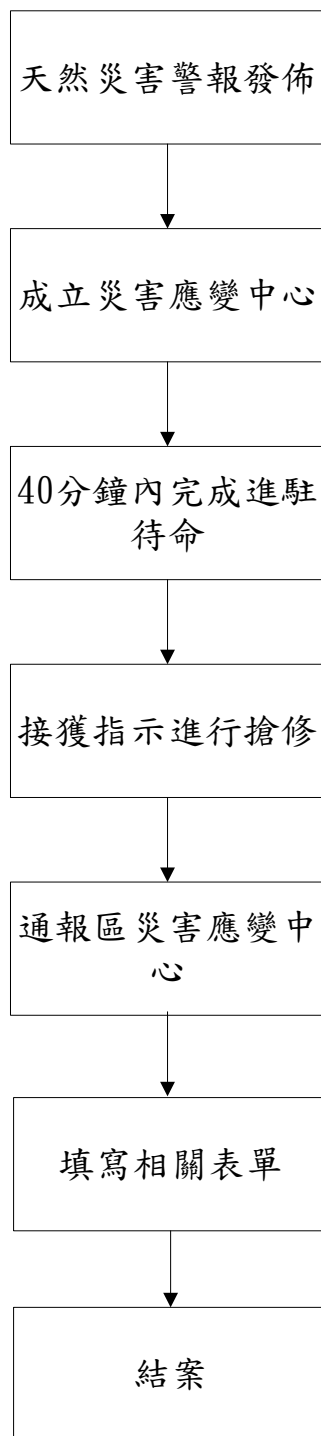 天然災害警報發佈
成立災害應變中心
40分鐘內完成進駐
待命
接獲指示進行搶修
通報區災害應變中
心
填寫相關表單
結案